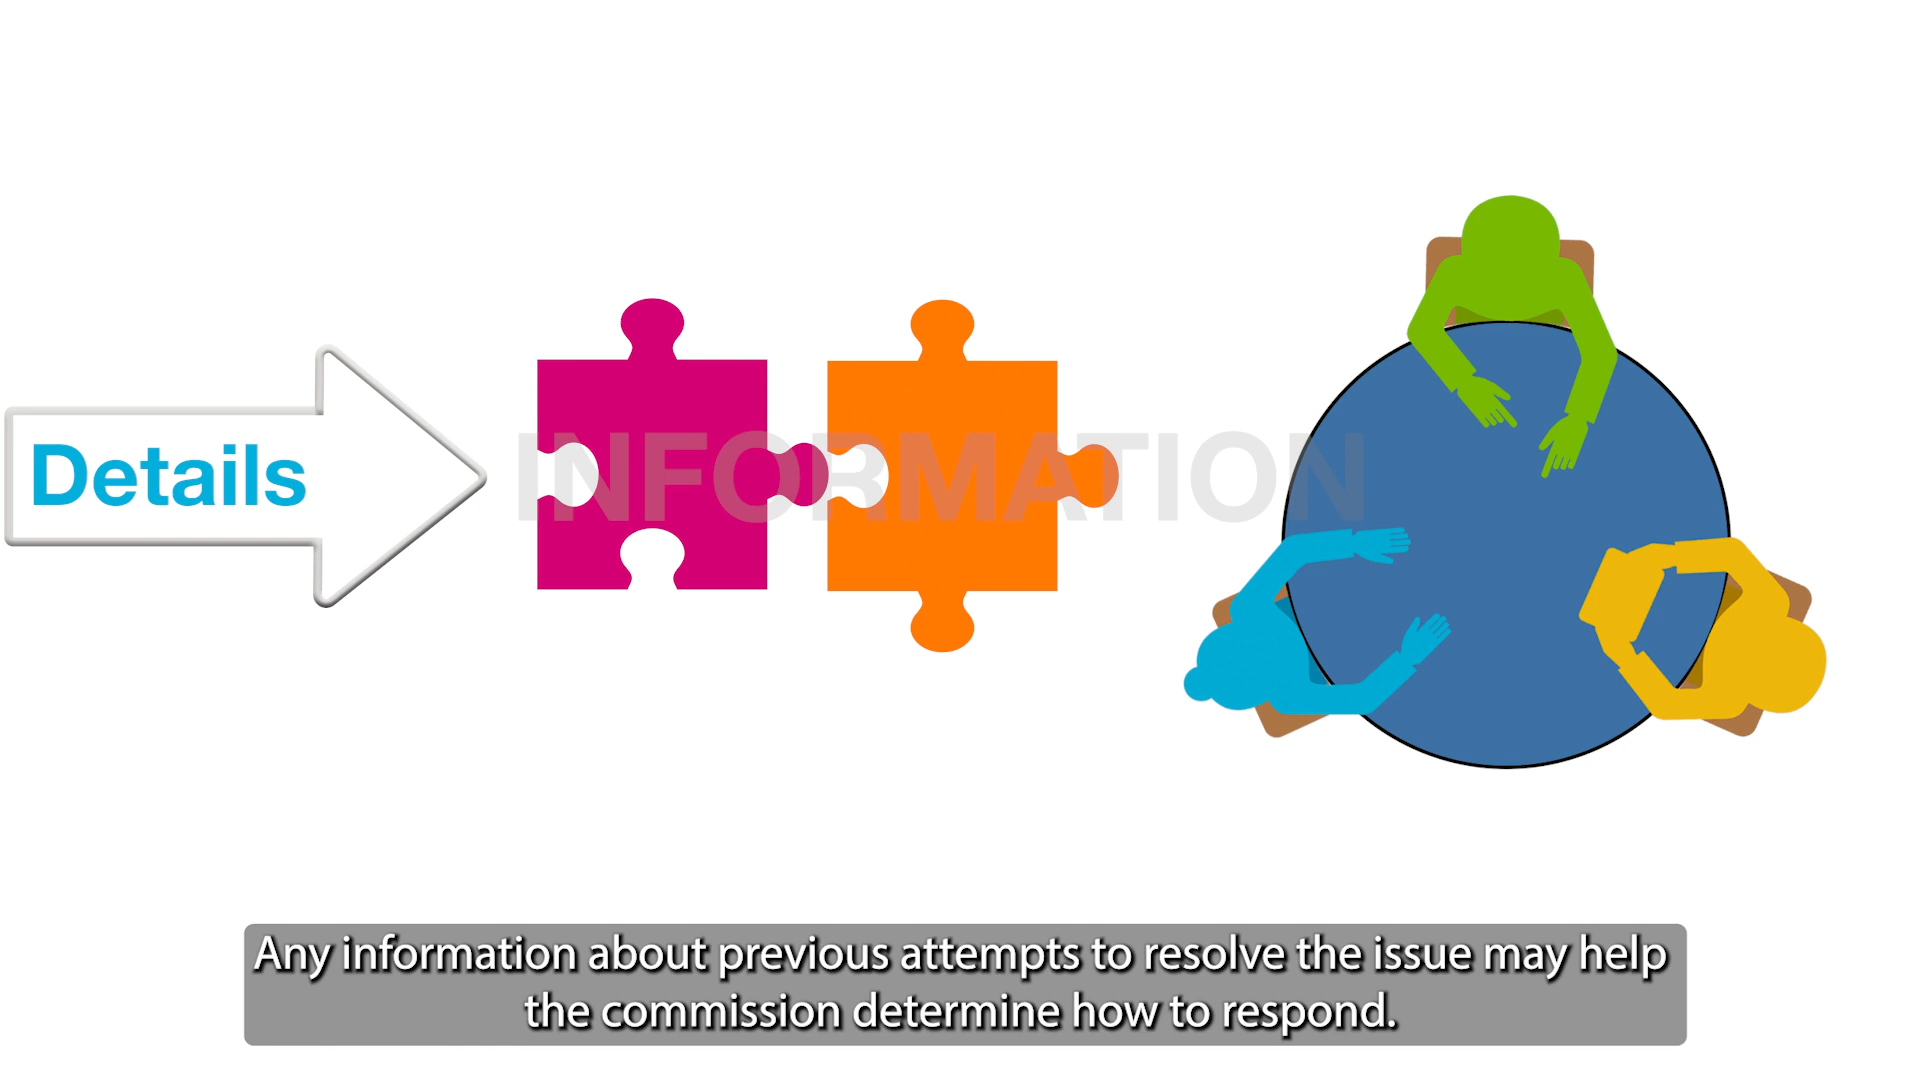 Details
INFORMATION
Any information about previous attempts to resolve the issue may help
the commission determine how to respond.